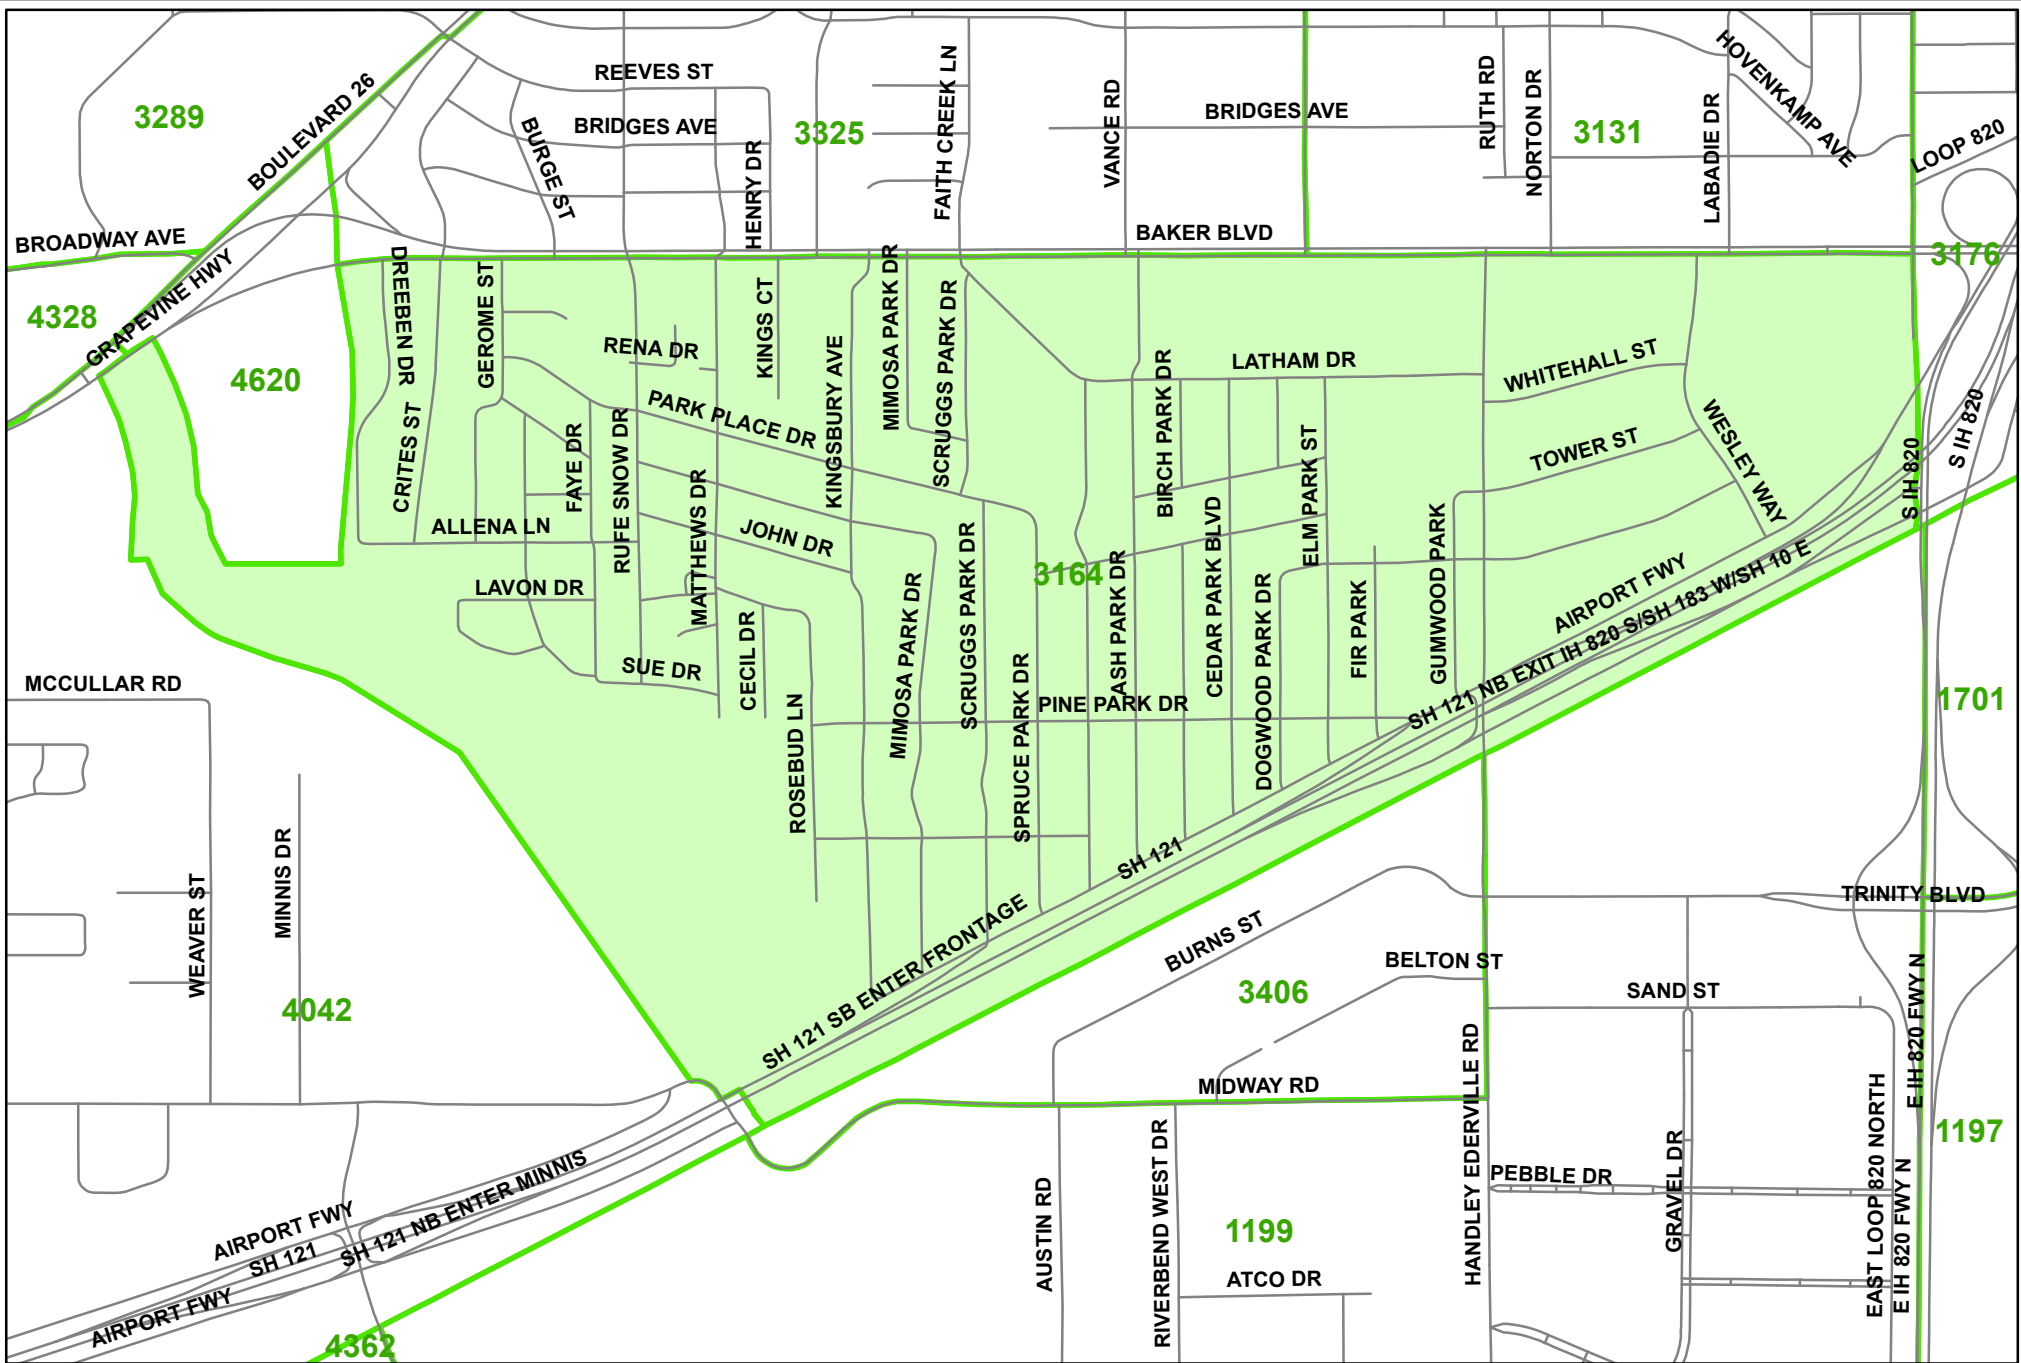 REEVES ST
BOULEVARD 26
3289
BRIDGES AVE
BURGE ST
3325
HENRY DR
FAITH CREEK LN
VANCE RD
BRIDGES AVE
RUTH RD
NORTON DR
3131
LABADIE DR
HOVENKAMP AVE
LOOP 820
BROADWAY AVE
BAKER BLVD
3176
GRAPEVINE HWY
4328
4620
DREEBEN DR
CRITES ST
GEROME ST
RENA DR
KINGS CT
KINGSBURY AVE
MIMOSA PARK DR
SCRUGGS PARK DR
PARK PLACE DR
FAYE DR
RUFE SNOW DR
MATTHEWS DR
JOHN DR
ALLENA LN
LAVON DR
SUE DR
CECIL DR
ROSEBUD LN
MIMOSA PARK DR
SCRUGGS PARK DR
SPRUCE PARK DR
3164
LATHAM DR
BIRCH PARK DR
ASH PARK DR
CEDAR PARK BLVD
ELM PARK ST
DOGWOOD PARK DR
FIR PARK
GUMWOOD PARK
PINE PARK DR
WHITEHALL ST
TOWER ST
WESLEY WAY
S IH 820
S IH 820
AIRPORT FWY
SH 121 NB EXIT IH 820 S/SH 183 W/SH 10 E
SH 121
SH 121 SB ENTER FRONTAGE
1701
MCCULLAR RD
WEAVER ST
MINNIS DR
4042
TRINITY BLVD
BURNS ST
3406
BELTON ST
SAND ST
MIDWAY RD
HANDLEY EDERVILLE RD
E IH 820 FWY N
1197
AUSTIN RD
RIVERBEND WEST DR
1199
ATCO DR
PEBBLE DR
GRAVEL DR
EAST LOOP 820 NORTH
E IH 820 FWY N
AIRPORT FWY
SH 121
SH 121 NB ENTER MINNIS
AIRPORT FWY
4362